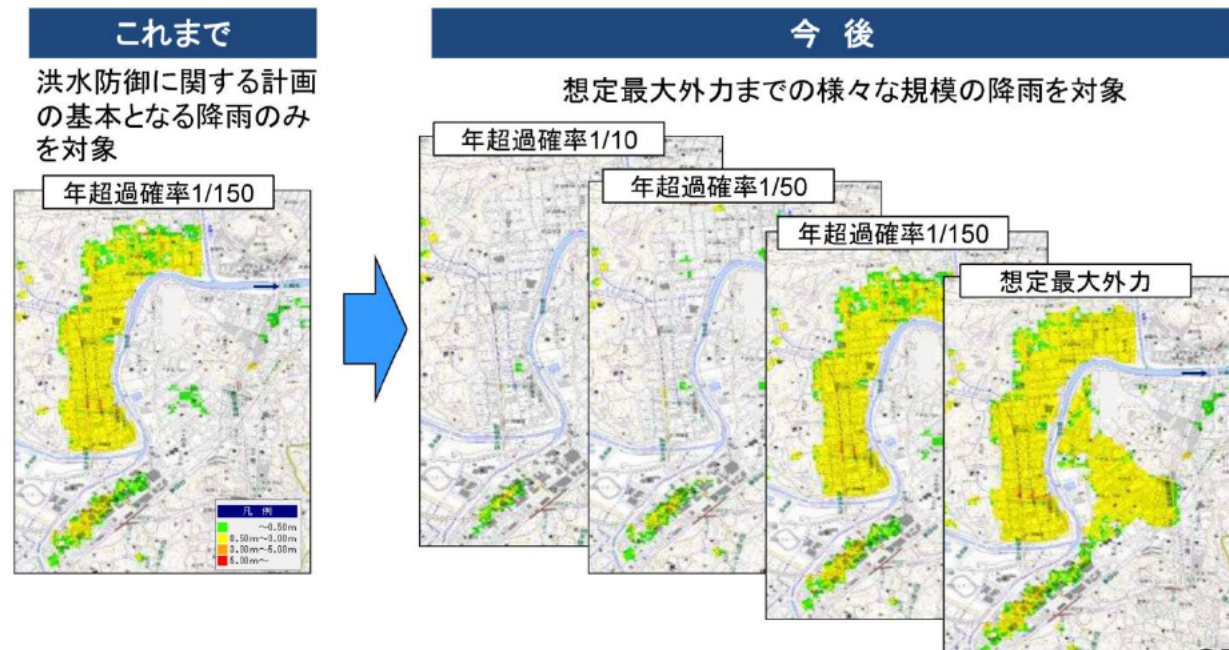 これまで
洪水防御に関する計画
の基本となる降雨のみ
を対象
年超過確率1/150
凡 例
～0.50m
0.50m～3.00m
3.00m～5.00m
5.00m～
今 後
想定最大外力までの様々な規模の降雨を対象
年超過確率1/10
年超過確率1/50
年超過確率1/150
想定最大外力